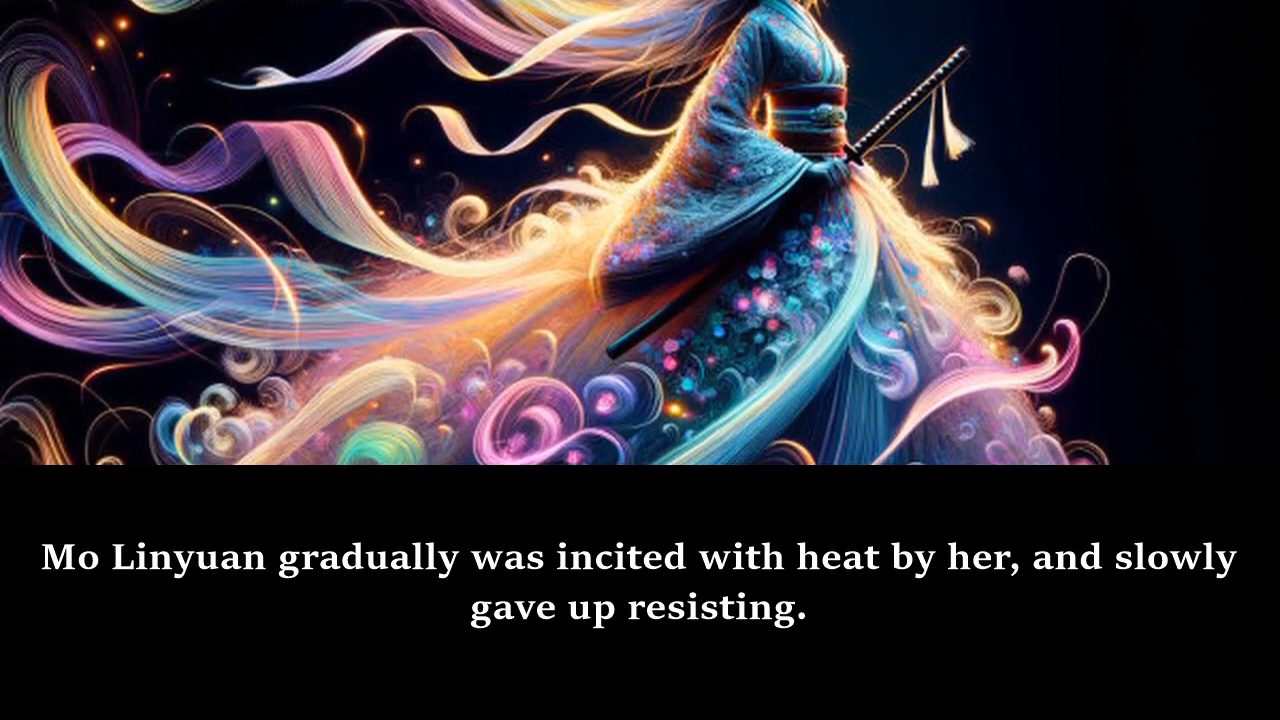 Mo Linyuan gradually was incited with heat by her, and slowly
gave up resisting.